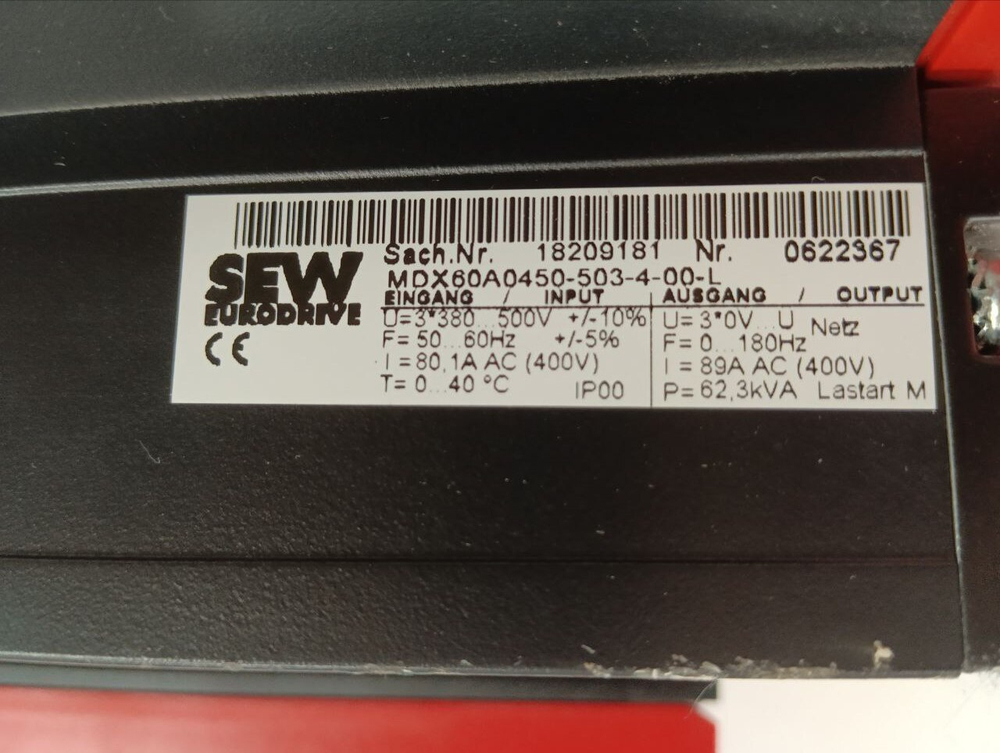 Sach.Nr. 18209181 Nr. 0622367
SEW
EURODRIVE
CE
MDX60A0450-503-4-00-L
EINGANG / INPUT
U=3*380...500V +/-10%
F= 50...60Hz +/-5%
I = 80,1A AC (400V)
T= 0...40 °C IP00
AUSGANG / OUTPUT
U=3*0V...U Netz
F= 0...180Hz
I = 89A AC (400V)
P= 62,3kVA Lastart M